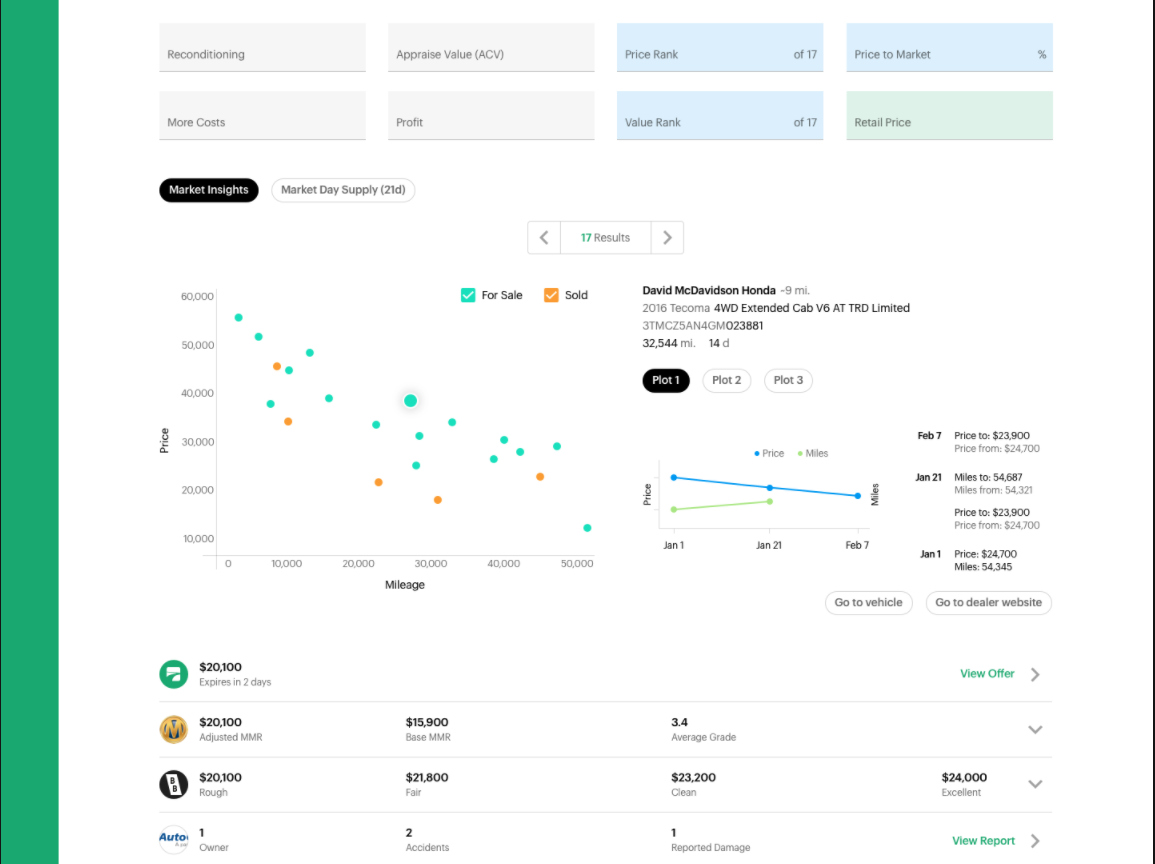 Reconditioning
Appraise Value (ACV)
Price Rank of 17
Price to Market %
More Costs
Profit
Value Rank of 17
Retail Price
Market Insights
Market Day Supply (21d)
17 Results
For Sale
Sold
60,000
50,000
40,000
30,000
20,000
10,000
Price
0 10,000 20,000 30,000 40,000 50,000
Mileage
David McDavidson Honda -9 mi.
2016 Tecoma 4WD Extended Cab V6 AT TRD Limited
3TMCZ5AN4GM023881
32,544 mi. 14 d
Plot 1
Plot 2
Plot 3
Price Miles
Price
Miles
Jan 1 Jan 21 Feb 7
Feb 7 Price to: $23,900
Price from: $24,700
Jan 21 Miles to: 54,687
Miles from: 54,321
Price to: $23,900
Price from: $24,700
Jan 1 Price: $24,700
Miles: 54,345
Go to vehicle
Go to dealer website
$20,100
Expires in 2 days
View Offer
M
$20,100 $15,900 3.4
Adjusted MMR Base MMR Average Grade
B
B
$20,100 $21,800 $23,200 $24,000
Rough Fair Clean Excellent
Auto
1 2 1
Owner Accidents Reported Damage
View Report